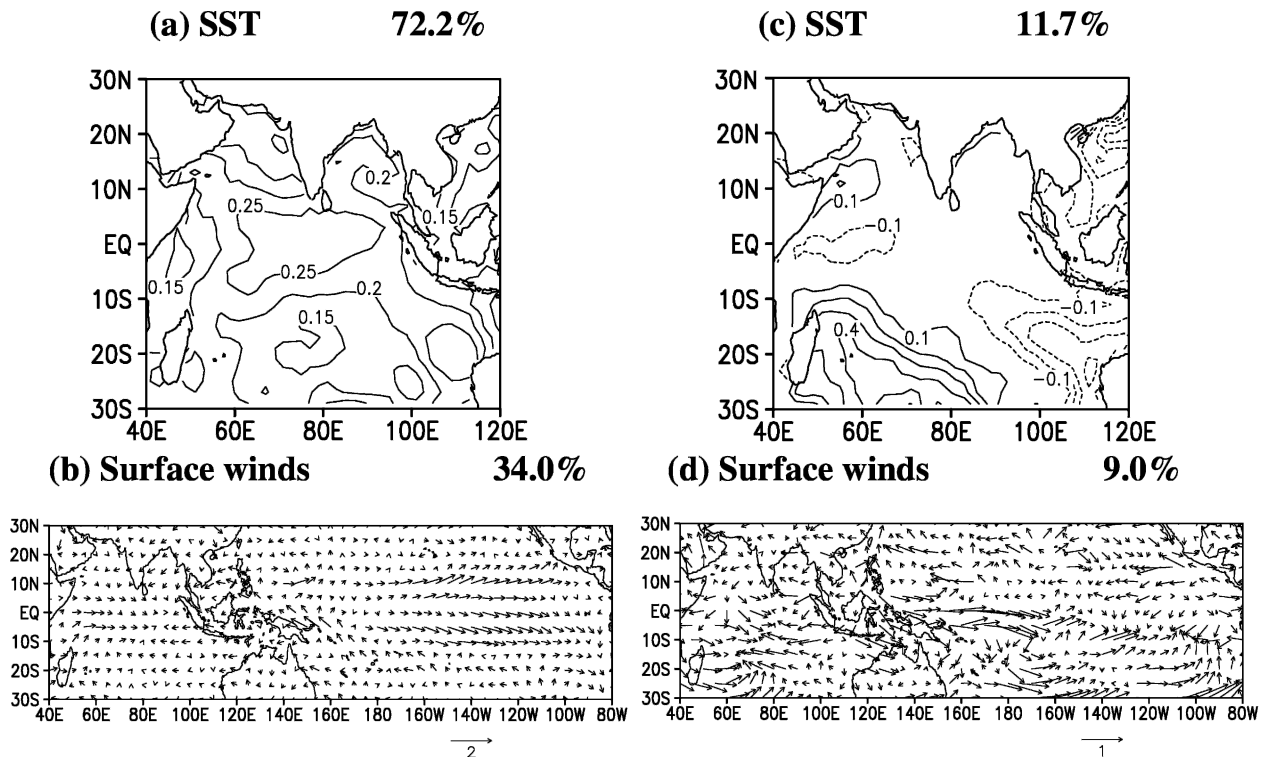 (a) SST 72.2%
(c) SST 11.7%
30N
20N
10N
EQ
10S
20S
30S
0.2
0.25
0.15
0.25
0.15
0.2
0.15
40E 60E 80E 100E 120E
30N
20N
10N
EQ
10S
20S
30S
0.1
-0.1
-0.1
0.4
0.1
-0.1
40E 60E 80E 100E 120E
(b) Surface winds 34.0%
(d) Surface winds 9.0%
30N
20N
10N
EQ
10S
20S
30S
40E 60E 80E 100E 120E 140E 160E 180 160W 140W 120W 100W 80W
2
30N
20N
10N
EQ
10S
20S
30S
40E 60E 80E 100E 120E 140E 160E 180 160W 140W 120W 100W 80W
1